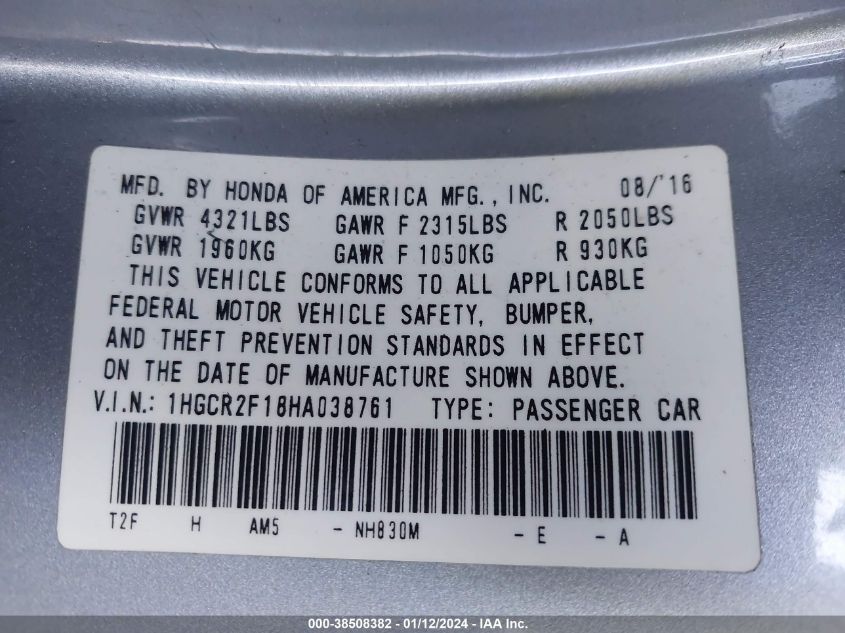 MFD. BY HONDA OF AMERICA MFG., INC. 08/'16
GVWR 4321LBS GAWR F 2315LBS R 2050LBS
GVWR 1960KG GAWR F 1050KG R 930KG
THIS VEHICLE CONFORMS TO ALL APPLICABLE
FEDERAL MOTOR VEHICLE SAFETY, BUMPER,
AND THEFT PREVENTION STANDARDS IN EFFECT
ON THE DATE OF MANUFACTURE SHOWN ABOVE.
V.I.N.: 1HGCR2F18HA038761 TYPE: PASSENGER CAR
T2F H AM5 - NH830M - E - A
000-38508382 - 01/12/2024 - IAA Inc.